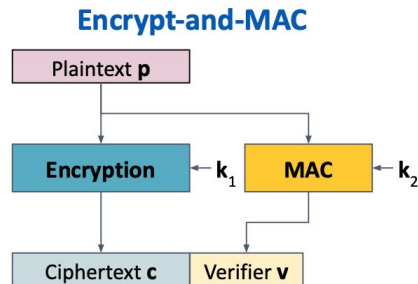 Encrypt-and-MAC
Plaintext p
Encryption
k1
MAC
k2
Ciphertext c
Verifier v